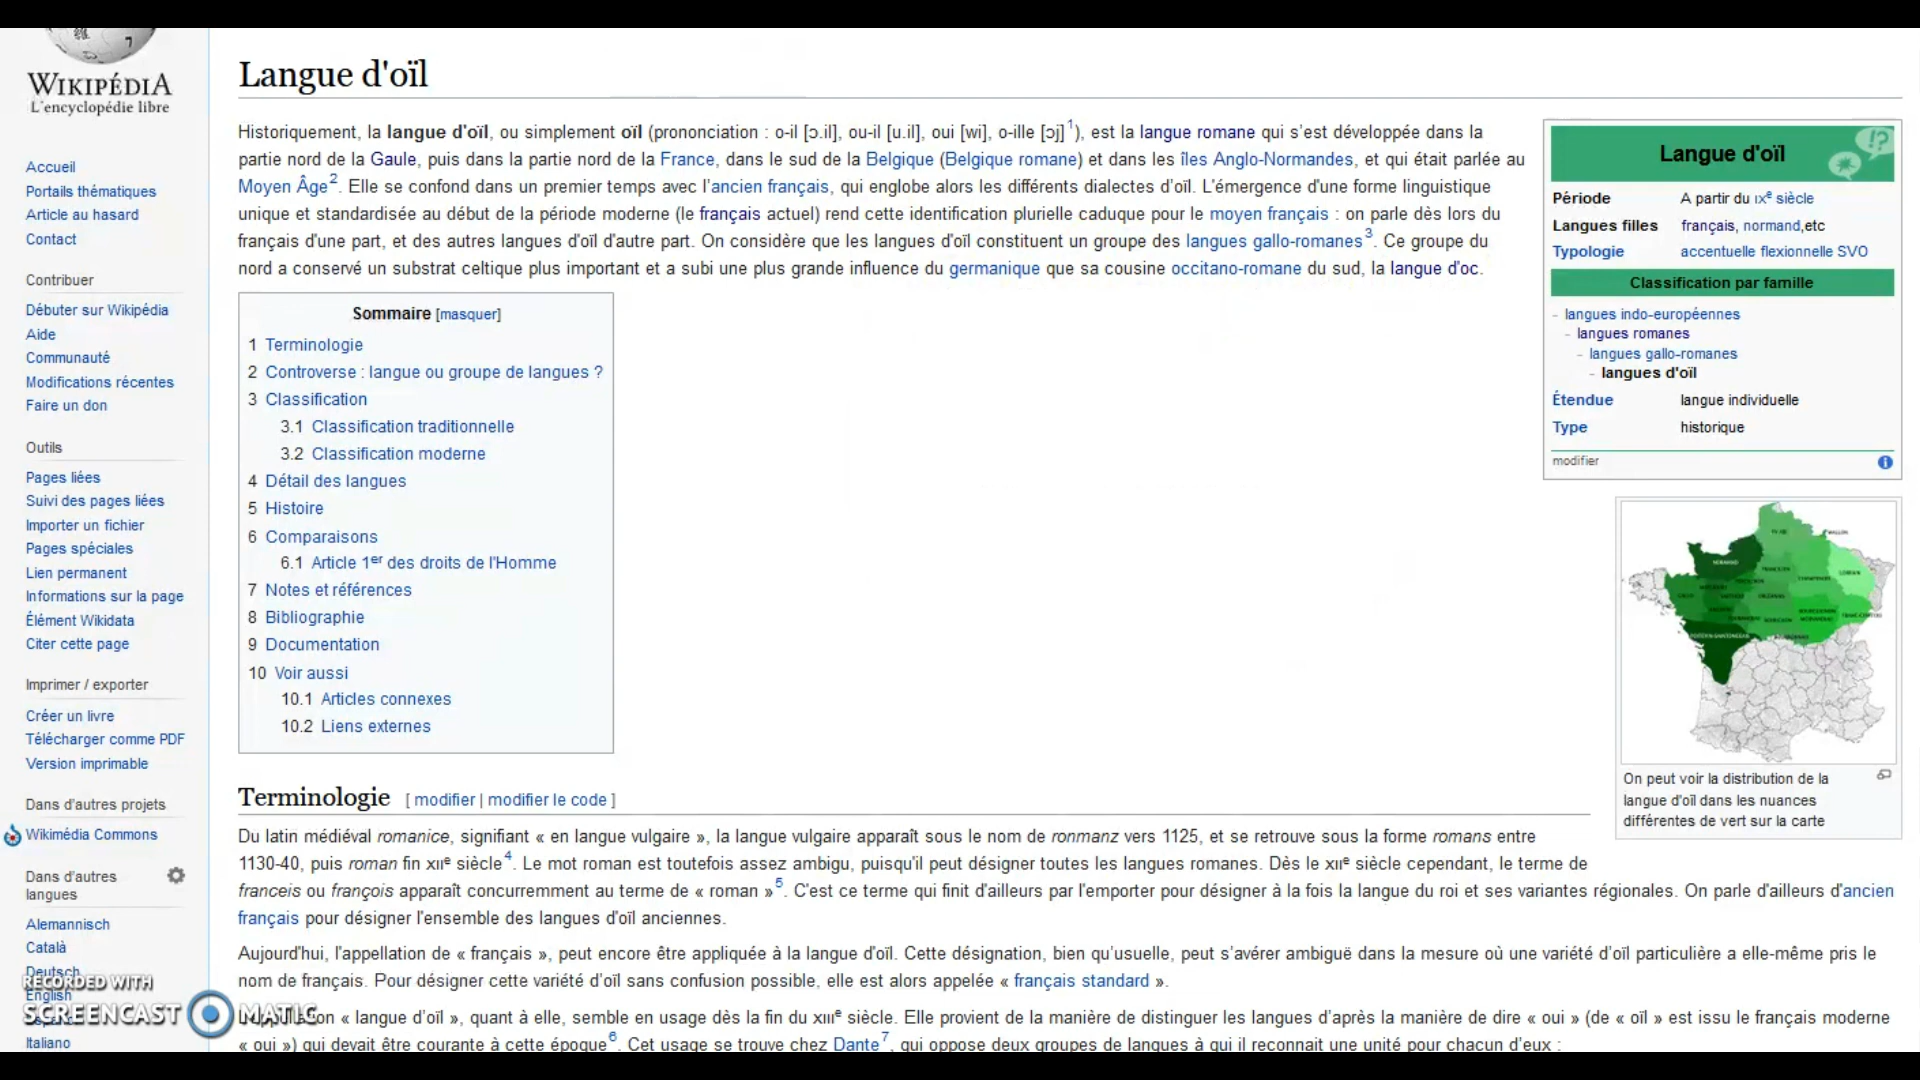 WIKIPÉDIA
L'encyclopédie libre
Accueil
Portails thématiques
Article au hasard
Contact
Contribuer
Débuter sur Wikipédia
Aide
Communauté
Modifications récentes
Faire un don
Outils
Pages liées
Suivi des pages liées
Importer un fichier
Pages spéciales
Lien permanent
Informations sur la page
Élément Wikidata
Citer cette page
Imprimer / exporter
Créer un livre
Télécharger comme PDF
Version imprimable
Dans d'autres projets
Wikimédia Commons
Dans d'autres
langues
Alemannisch
Català
Deutsch
English
Italiano
RECORDED WITH
SCREENCAST MATIC
Langue d'oïl
Historiquement, la langue d'oïl, ou simplement oïl (prononciation : o-il [ɔ.il], ou-il [u.il], oui [wi], o-ille [ɔj]1), est la langue romane qui s'est développée dans la
partie nord de la Gaule, puis dans la partie nord de la France, dans le sud de la Belgique (Belgique romane) et dans les îles Anglo-Normandes, et qui était parlée au
Moyen Âge2. Elle se confond dans un premier temps avec l'ancien français, qui englobe alors les différents dialectes d'oïl. L'émergence d'une forme linguistique
unique et standardisée au début de la période moderne (le français actuel) rend cette identification plurielle caduque pour le moyen français : on parle dès lors du
français d'une part, et des autres langues d'oïl d'autre part. On considère que les langues d'oïl constituent un groupe des langues gallo-romanes3. Ce groupe du
nord a conservé un substrat celtique plus important et a subi une plus grande influence du germanique que sa cousine occitano-romane du sud, la langue d'oc.
Sommaire [masquer]
1 Terminologie
2 Controverse : langue ou groupe de langues ?
3 Classification
3.1 Classification traditionnelle
3.2 Classification moderne
4 Détail des langues
5 Histoire
6 Comparaisons
6.1 Article 1er des droits de l'Homme
7 Notes et références
8 Bibliographie
9 Documentation
10 Voir aussi
10.1 Articles connexes
10.2 Liens externes
Langue d'oïl
Période A partir du IXe siècle
Langues filles français, normand,etc
Typologie accentuelle flexionnelle SVO
Classification par famille
- langues indo-européennes
- langues romanes
- langues gallo-romanes
- langues d'oïl
Étendue langue individuelle
Type historique
modifier
On peut voir la distribution de la
langue d'oïl dans les nuances
différentes de vert sur la carte
Terminologie [ modifier | modifier le code ]
Du latin médiéval romanice, signifiant « en langue vulgaire », la langue vulgaire apparaît sous le nom de ronmanz vers 1125, et se retrouve sous la forme romans entre
1130-40, puis roman fin XIIe siècle4. Le mot roman est toutefois assez ambigu, puisqu'il peut désigner toutes les langues romanes. Dès le XIIe siècle cependant, le terme de
franceis ou françois apparaît concurremment au terme de « roman »5. C'est ce terme qui finit d'ailleurs par l'emporter pour désigner à la fois la langue du roi et ses variantes régionales. On parle d'ailleurs d'ancien
français pour désigner l'ensemble des langues d'oïl anciennes.
Aujourd'hui, l'appellation de « français », peut encore être appliquée à la langue d'oïl. Cette désignation, bien qu'usuelle, peut s'avérer ambiguë dans la mesure où une variété d'oïl particulière a elle-même pris le
nom de français. Pour désigner cette variété d'oïl sans confusion possible, elle est alors appelée « français standard ».
« langue d'oïl », quant à elle, semble en usage dès la fin du XIIIe siècle. Elle provient de la manière de distinguer les langues d'après la manière de dire « oui » (de « oïl » est issu le français moderne
« oui ») qui devait être courante à cette époque6. Cet usage se trouve chez Dante7, qui oppose deux groupes de langues à qui il reconnait une unité pour chacun d'eux :